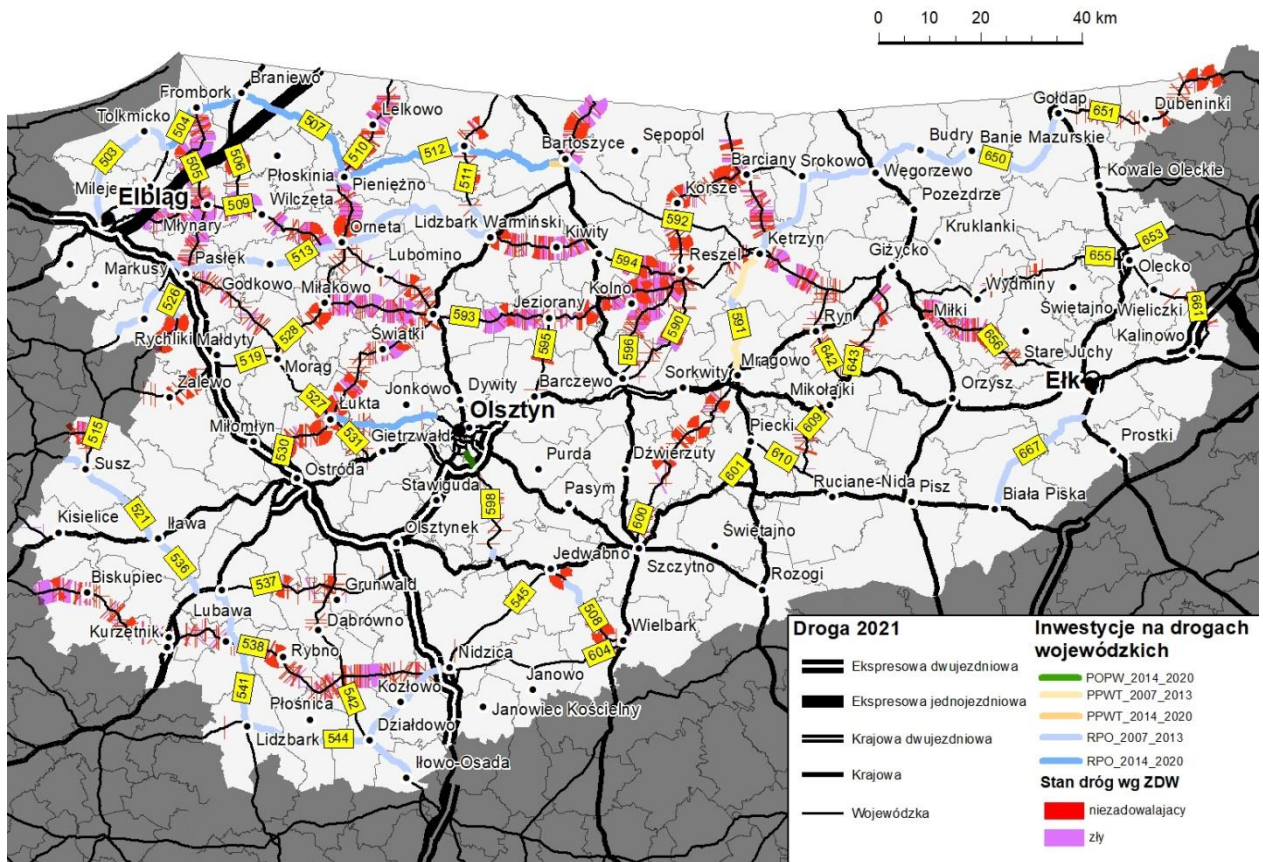 0 10 20 40 km
Braniewo
Frombork
Tolkmicko
504
507
Lelkowo
503
510
512
Bartoszyce
Sępopol
Gołdap
651
Dubeninki
Budry
Banie Mazurskie
650
505
506
Płoskinia
Pieniężno
511
Barciany
Srokowo
Węgorzewo
Kowale Oleckie
Mileje
Elbląg
509
Wilczęta
Korsze
Pozezdrze
Młynary
Orneta
Lidzbark Warmiński
Kiwity
592
Kruklanki
513
Kętrzyn
653
Markusy
Pasłęk
Lubomino
594
Reszel
Giżycko
655
Olecko
Godkowo
526
Miłakowo
Kolno
Wydminy
Świętajno
Wieliczki
661
528
593
Jeziorany
590
591
Ryn
Miłki
Kalinowo
Rychliki
Małdyty
519
Świątki
595
596
642
643
656
Stare Juchy
Morąg
Mrągowo
Zalewo
Jonkowo
Dywity
Barczewo
Sorkwity
Mikołajki
Orzysz
Ełk
527
Łukta
Olsztyn
609
515
Miłomłyn
531
Gietrzwałd
Piecki
Prostki
530
Susz
Ostróda
Purda
Dźwierzuty
610
667
601
Stawiguda
598
Pasym
Ruciane-Nida
Pisz
Biała Piska
Kisielice
521
Iława
Olsztynek
600
Świętajno
536
Jedwabno
Szczytno
Biskupiec
537
Grunwald
545
Rozogi
Lubawa
508
Kurzętnik
Dąbrówno
Wielbark
538
Rybno
604
Nidzica
541
Kozłowo
Janowo
Płośnica
542
Janowiec Kościelny
Działdowo
Lidzbark
544
Iłowo-Osada
Droga 2021
Ekspresowa dwujezdniowa
Ekspresowa jednojezdniowa
Krajowa dwujezdniowa
Krajowa
Wojewódzka
Inwestycje na drogach
wojewódzkich
POPW_2014_2020
PPWT_2007_2013
PPWT_2014_2020
RPO_2007_2013
RPO_2014_2020
Stan dróg wg ZDW
niezadowalajacy
zły